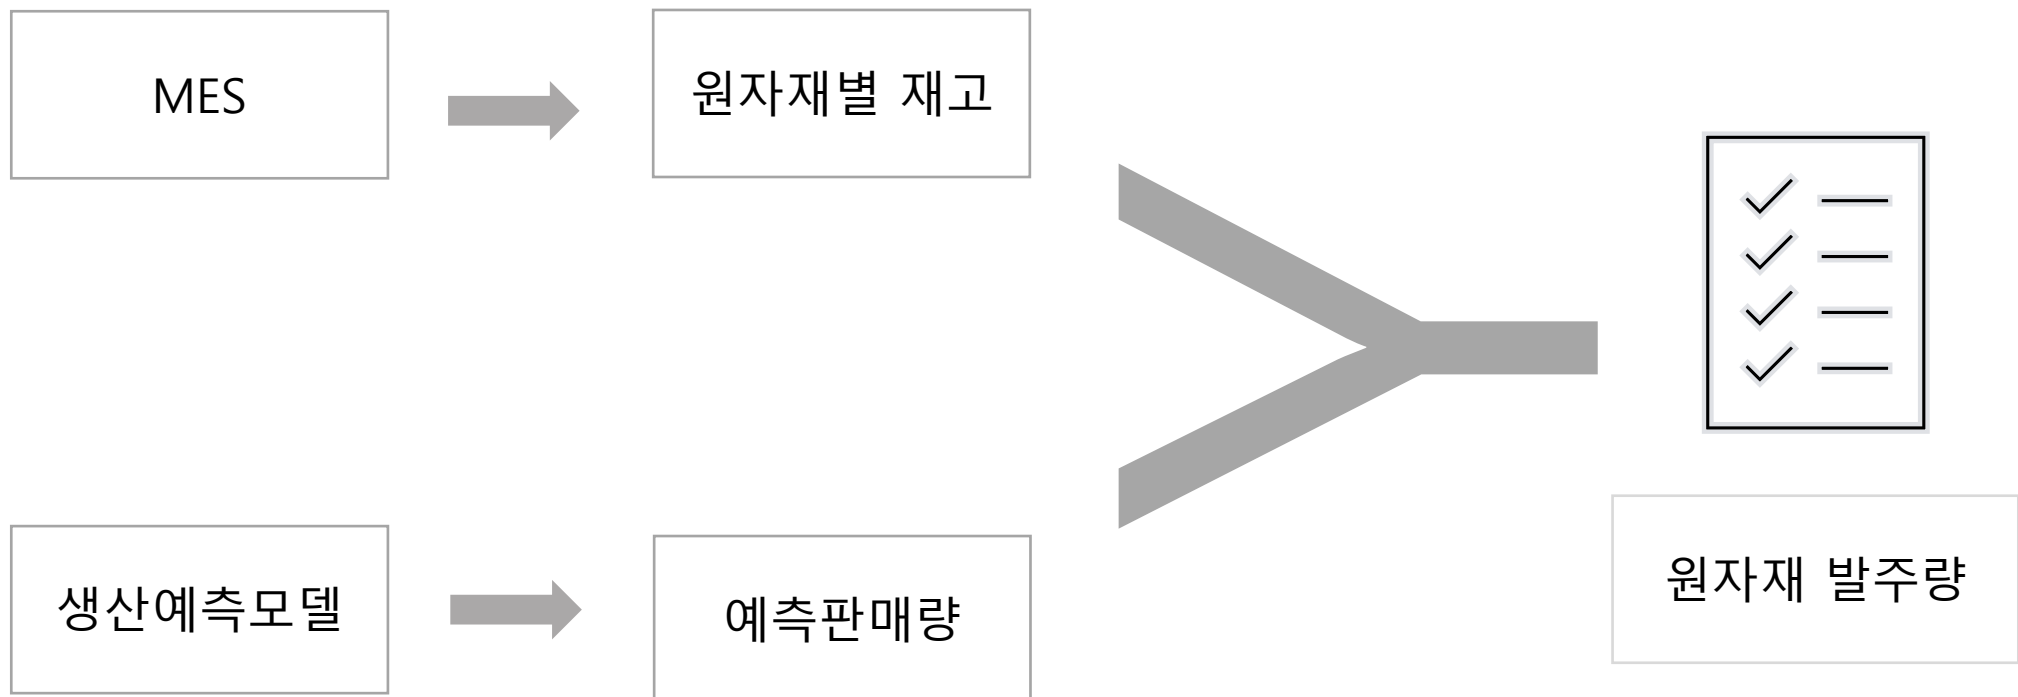 MES
원자재별 재고
생산예측모델
예측판매량
원자재 발주량